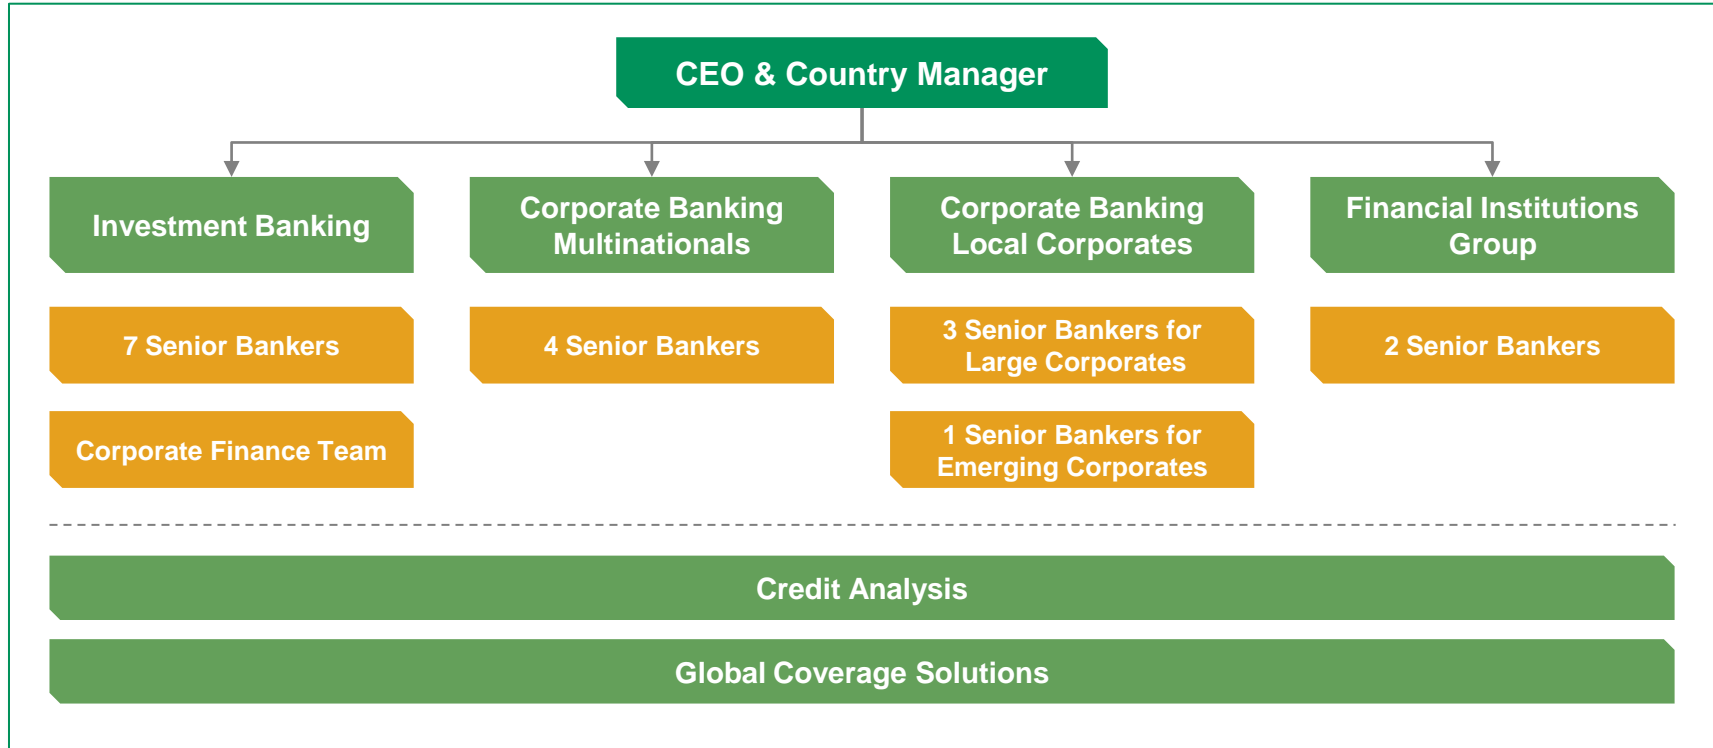 CEO & Country Manager
Investment Banking
Corporate Banking
Multinationals
Corporate Banking
Local Corporates
Financial Institutions
Group
7 Senior Bankers
4 Senior Bankers
3 Senior Bankers for
Large Corporates
2 Senior Bankers
Corporate Finance Team
1 Senior Bankers for
Emerging Corporates
Credit Analysis
Global Coverage Solutions